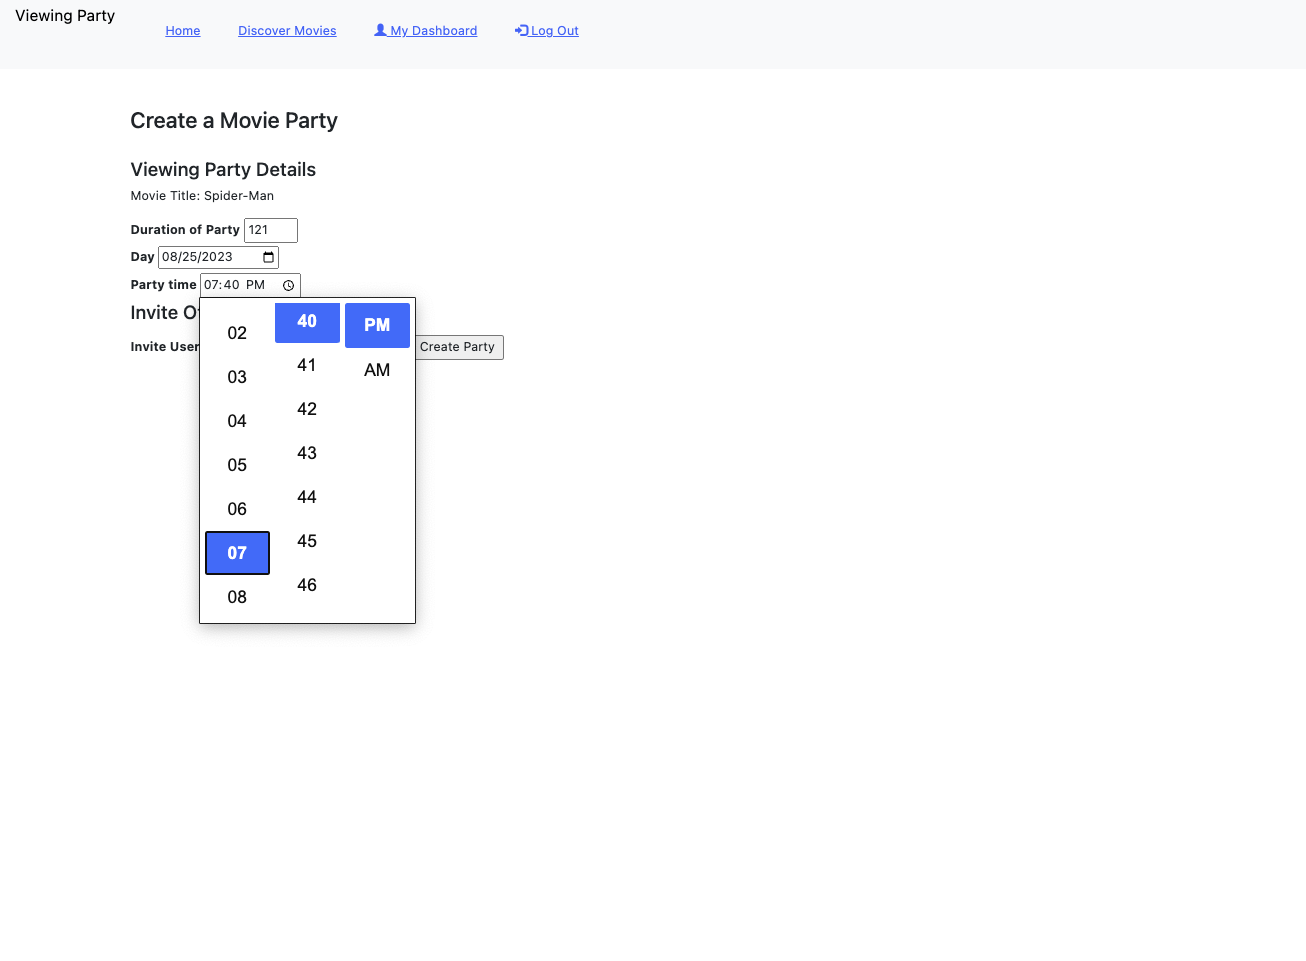 Viewing Party
Home Discover Movies My Dashboard Log Out
Create a Movie Party
Viewing Party Details
Movie Title: Spider-Man
Duration of Party 121
Day 08/25/2023
Party time 07:40 PM
Invite O
Invite User Create Party
02 40 PM
03 41 AM
04 42
05 43
06 44
07 45
08 46